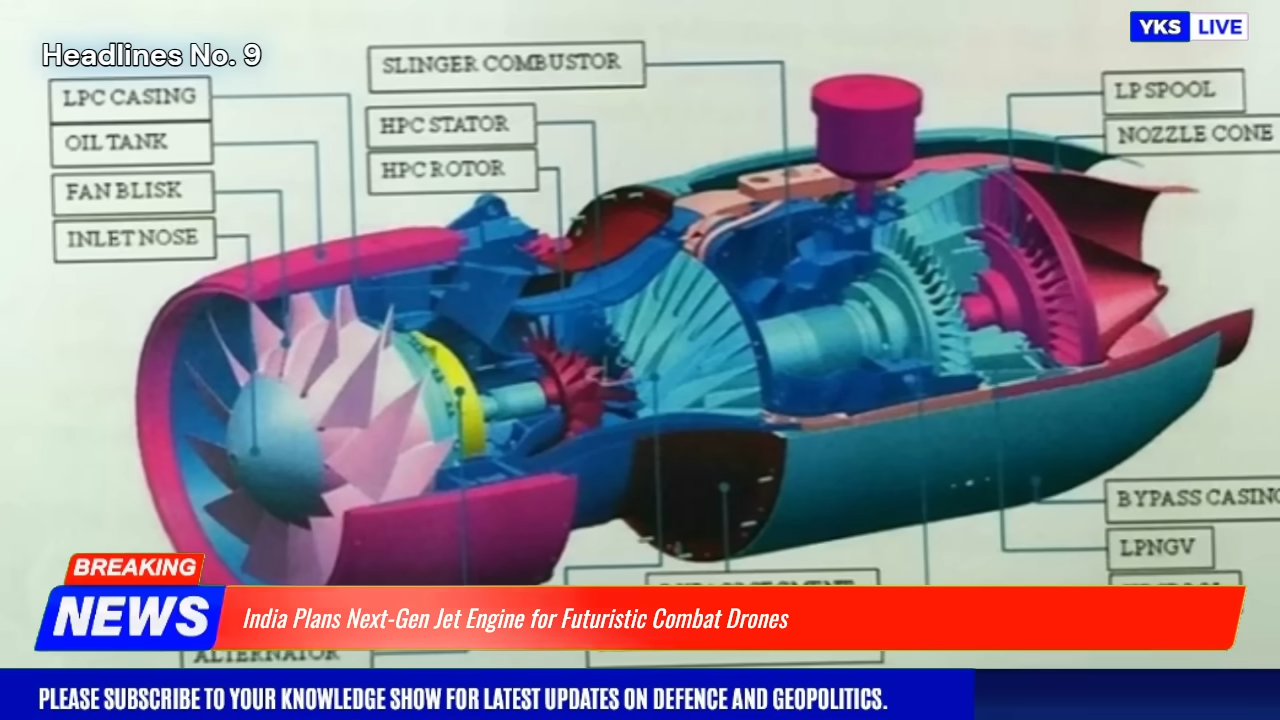 YKS LIVE
Headlines No. 9
SLINGER COMBUSTOR
LPC CASING
OIL TANK
FAN BLISK
INLET NOSE
HPC STATOR
HPC ROTOR
LP SPOOL
NOZZLE CONE
BYPASS CASING
LPNGV
BREAKING
NEWS
India Plans Next-Gen Jet Engine for Futuristic Combat Drones
ALTERNATOR
PLEASE SUBSCRIBE TO YOUR KNOWLEDGE SHOW FOR LATEST UPDATES ON DEFENCE AND GEOPOLITICS.